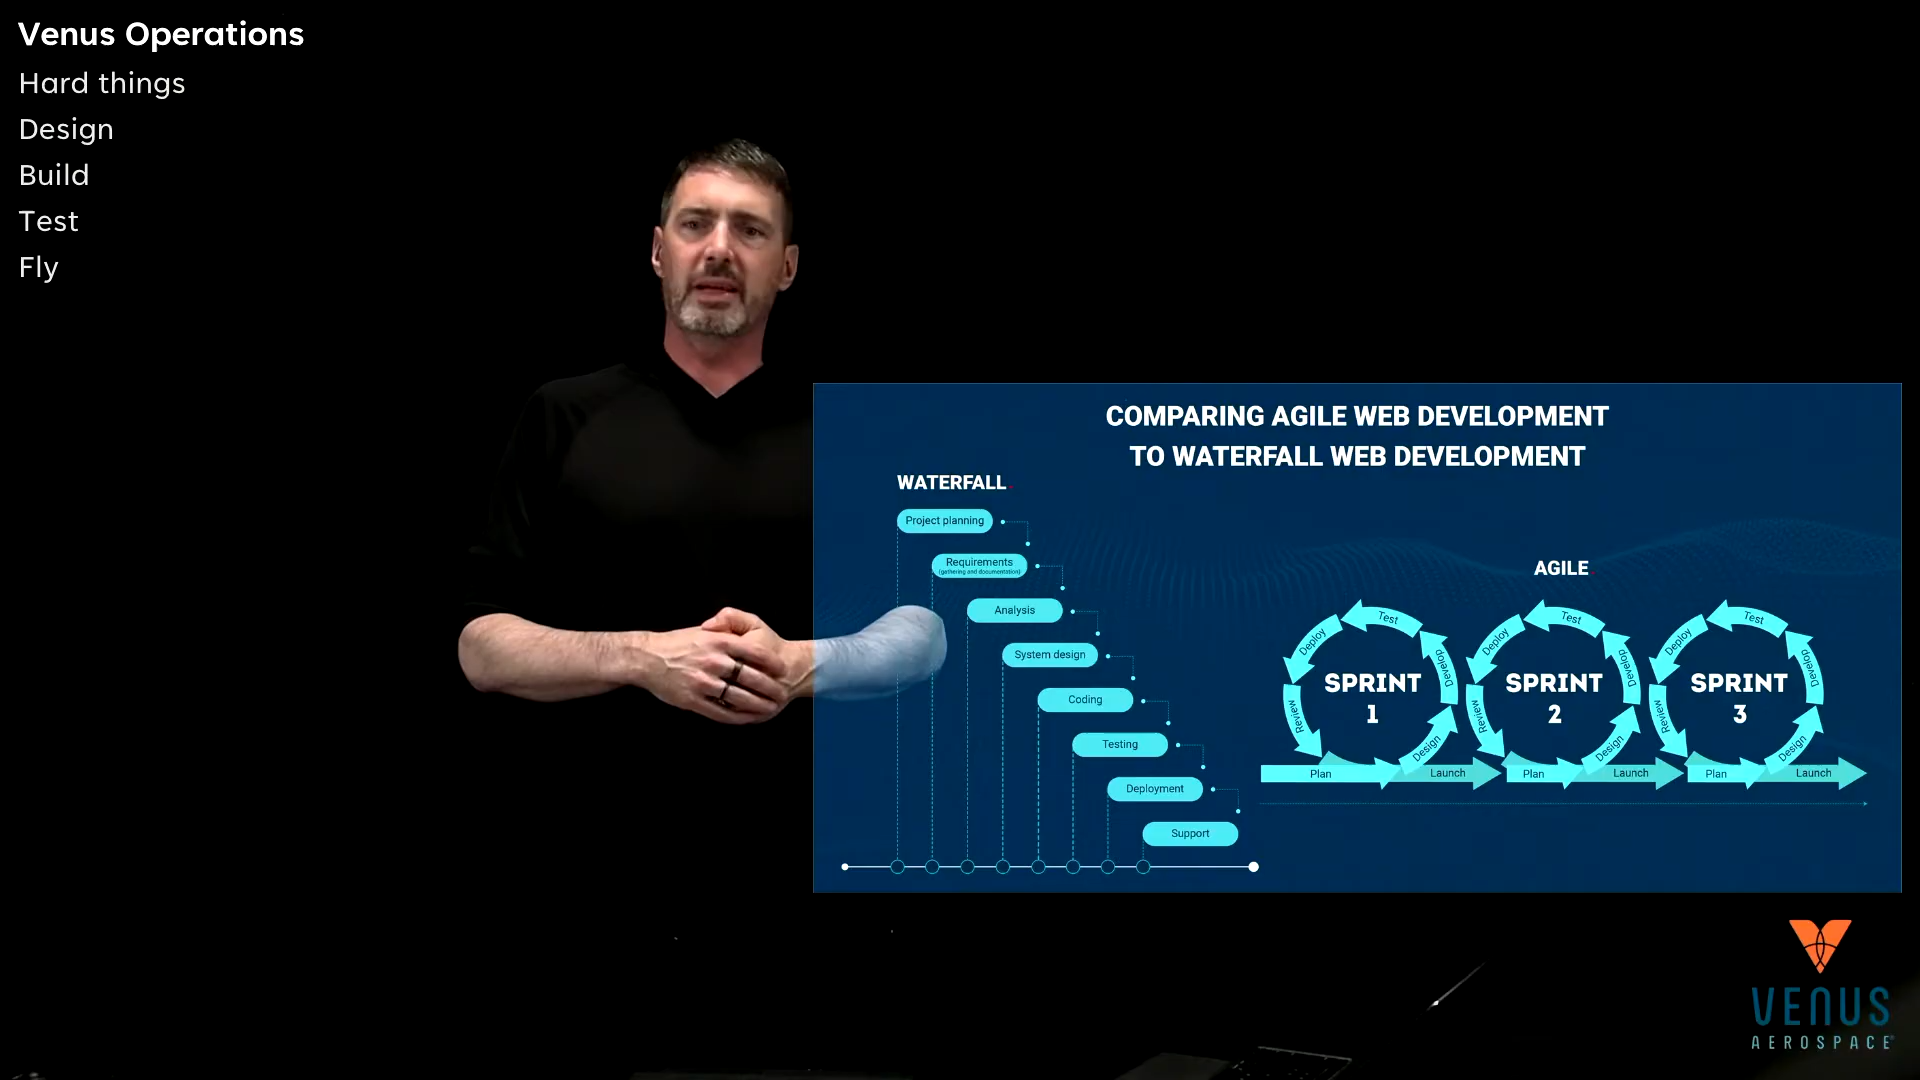 Venus Operations
Hard things
Design
Build
Test
Fly
COMPARING AGILE WEB DEVELOPMENT
TO WATERFALL WEB DEVELOPMENT
WATERFALL
Project planning
Requirements
(gathering and documentation)
Analysis
System design
Coding
Testing
Deployment
Support
AGILE
Test
Deploy
Develop
SPRINT
1
Review
Design
Plan
Launch
Test
Deploy
Develop
SPRINT
2
Review
Design
Plan
Launch
Test
Deploy
Develop
SPRINT
3
Review
Design
Plan
Launch
VENUS
AEROSPACE